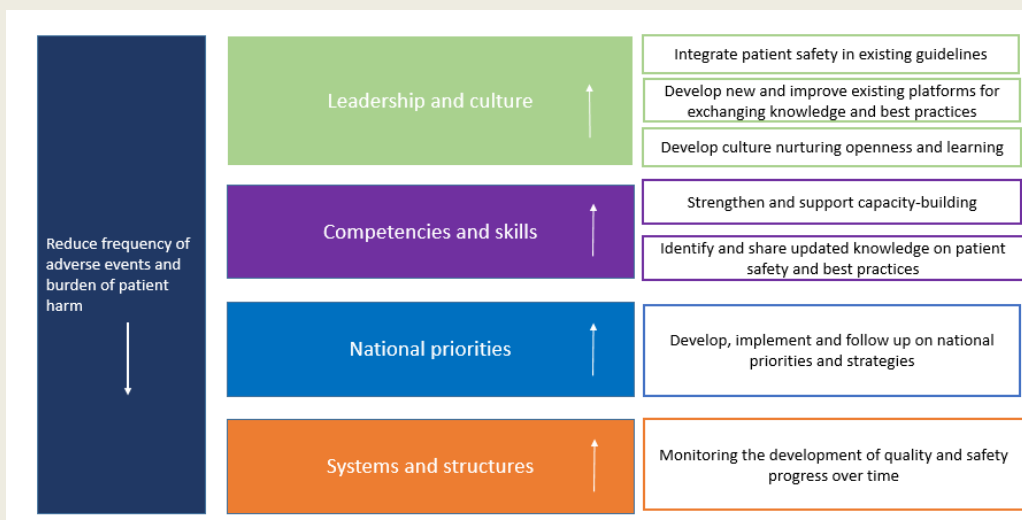 Reduce frequency of
adverse events and
burden of patient
harm
Leadership and culture
Integrate patient safety in existing guidelines
Develop new and improve existing platforms for
exchanging knowledge and best practices
Develop culture nurturing openness and learning
Competencies and skills
Strengthen and support capacity-building
Identify and share updated knowledge on patient
safety and best practices
National priorities
Develop, implement and follow up on national
priorities and strategies
Systems and structures
Monitoring the development of quality and safety
progress over time